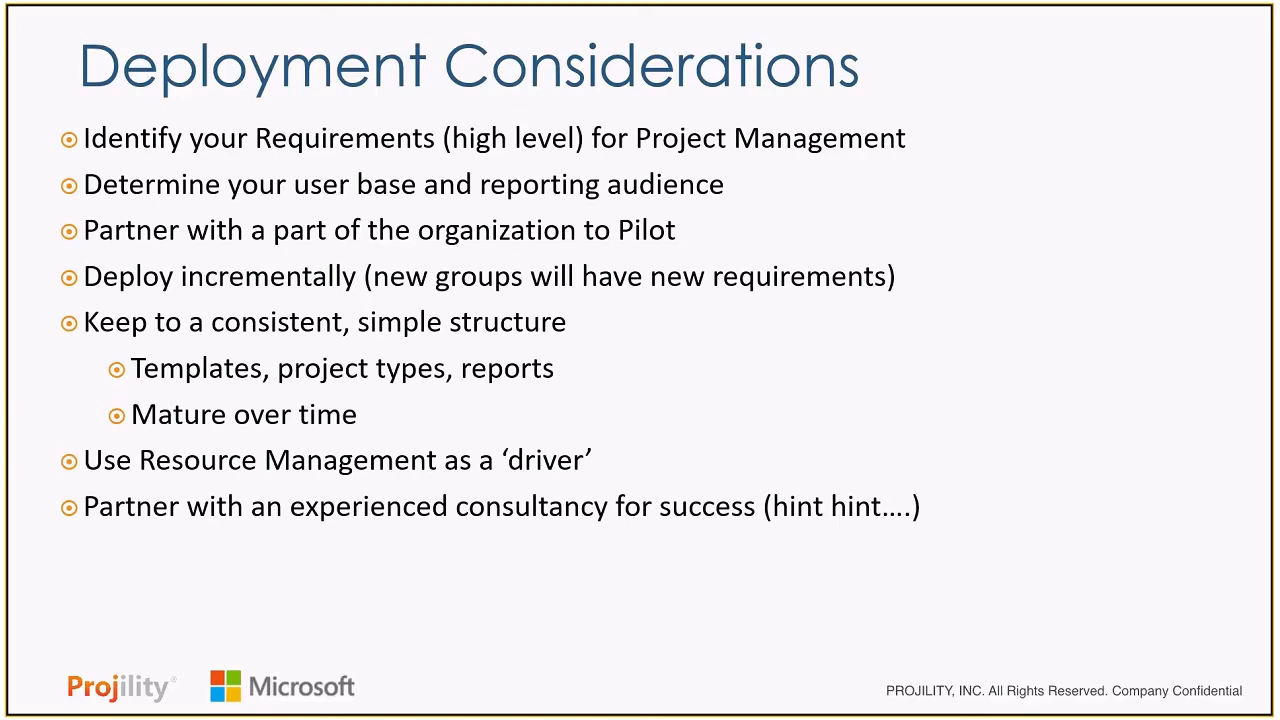 Deployment Considerations
Identify your Requirements (high level) for Project Management
Determine your user base and reporting audience
Partner with a part of the organization to Pilot
Deploy incrementally (new groups will have new requirements)
Keep to a consistent, simple structure
Templates, project types, reports
Mature over time
Use Resource Management as a ‘driver’
Partner with an experienced consultancy for success (hint hint….)
Projility® Microsoft PROJILITY, INC. All Rights Reserved. Company Confidential